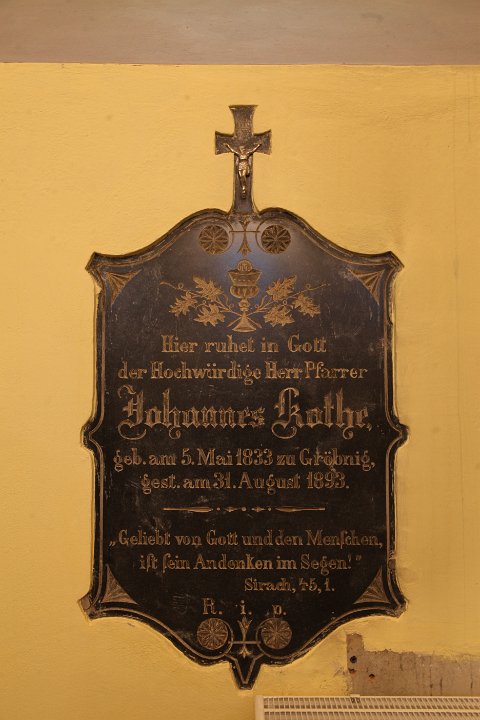 Hier ruhet in Gott
der Hochwürdige Herr Pfarrer
Johannes Kothe,
geb. am 5. Mai 1833 zu Gröbnig,
gest. am 31. August 1893.
„Geliebt von Gott und den Menschen,
ist sein Andenken im Segen!"
Sirach, 45, 1.
R. i. p.